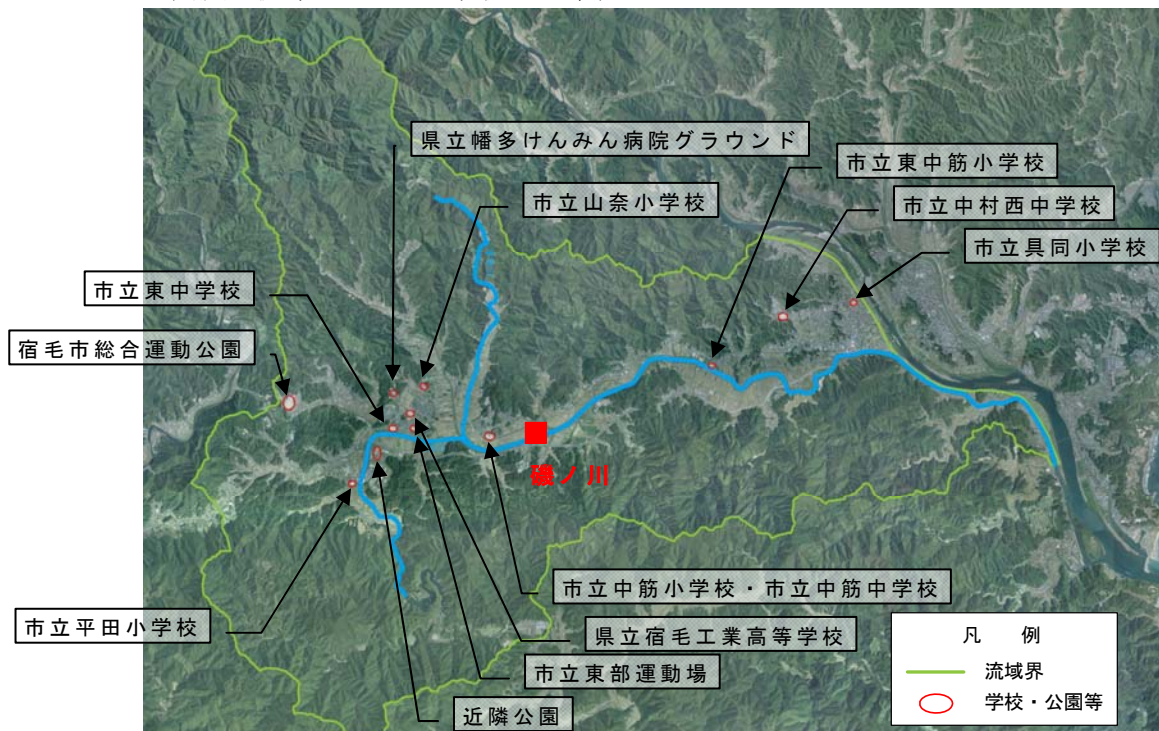 県立幡多けんみん病院グラウンド
市立東中筋小学校
市立山奈小学校
市立中村西中学校
市立具同小学校
市立東中学校
宿毛市総合運動公園
磯ノ川
市立中筋小学校・市立中筋中学校
市立平田小学校
県立宿毛工業高等学校
市立東部運動場
近隣公園
凡 例
流域界
学校・公園等